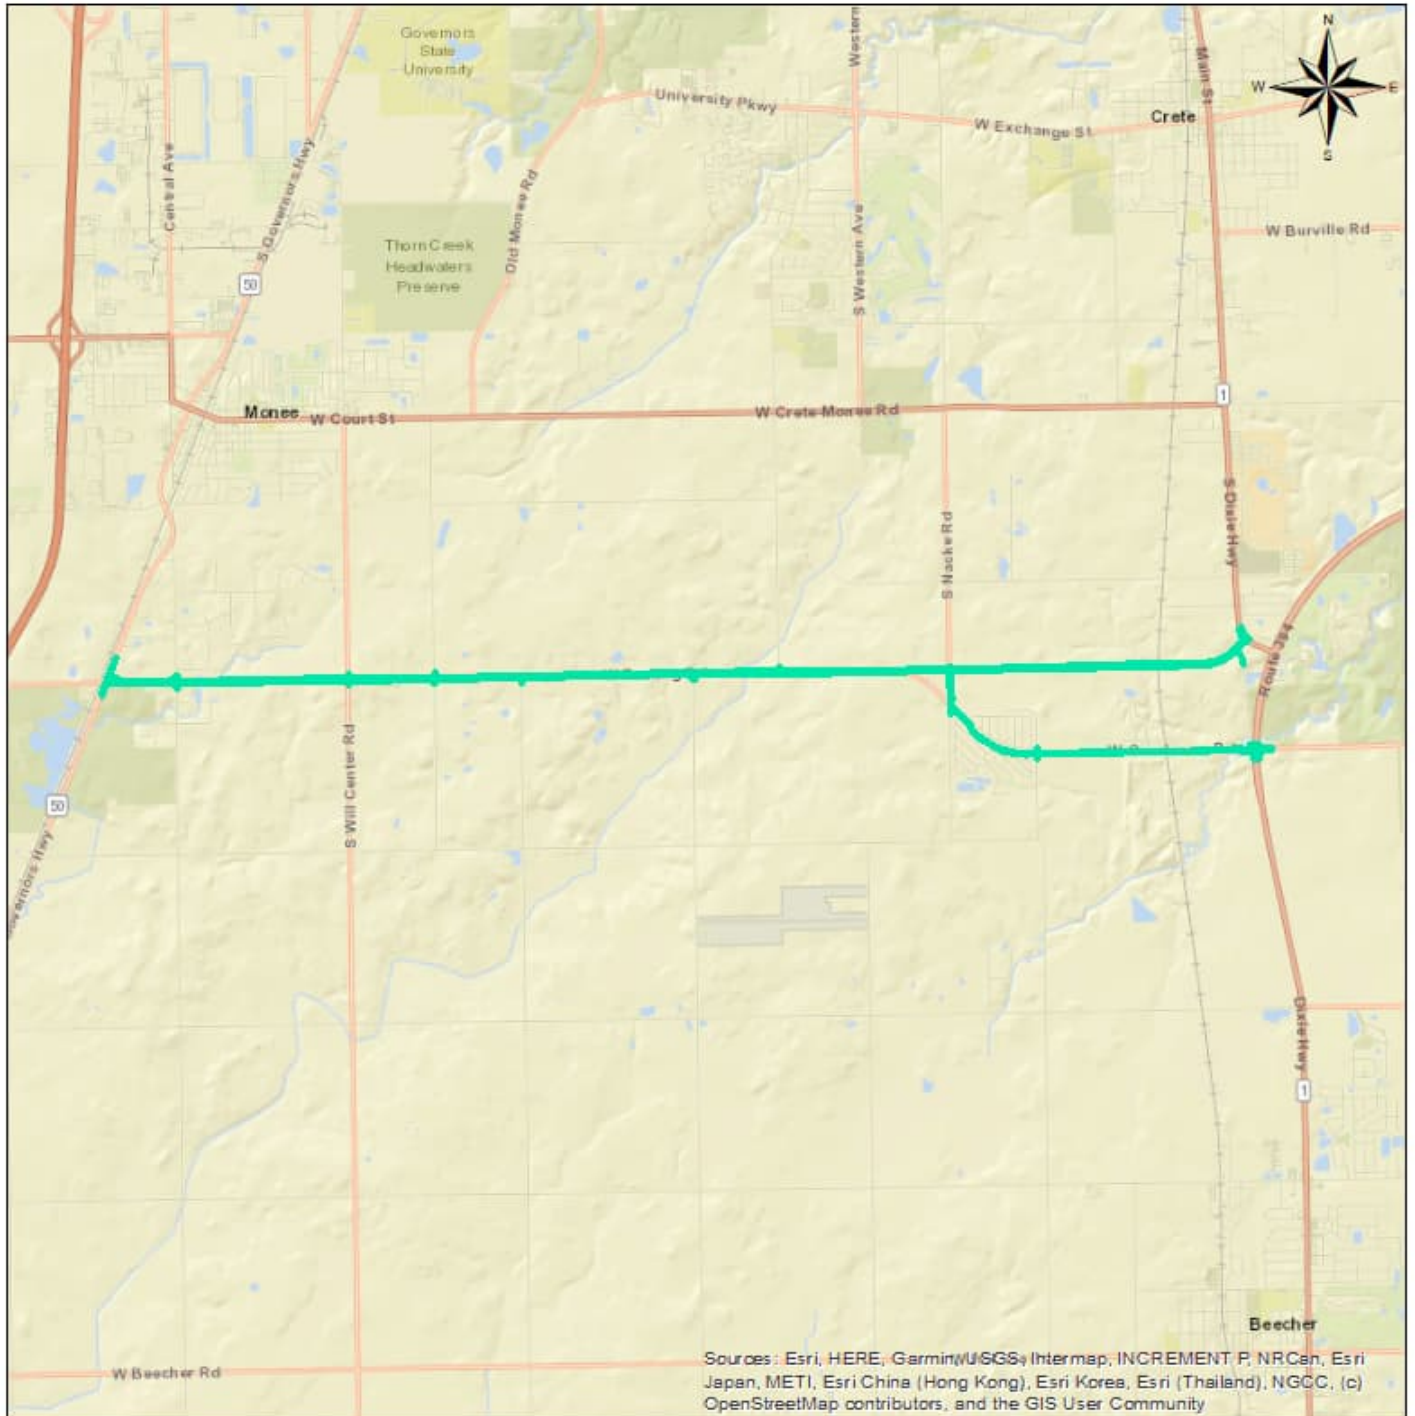 Governors
State
University
Western
Main St
N
W
E
S
University Pkwy
W Exchange St
Crete
Central Ave
S Governors Hwy
Old Monee Rd
Thorn Creek
Headwaters
Preserve
S Western Ave
W Burville Rd
50
1
Monee
W Court St
W Crete Monee Rd
S Nacke Rd
S Dixie Hwy
Route 394
S Will Center Rd
50
Governors Hwy
Dixie Hwy
1
Beecher
W Beecher Rd
Sources: Esri, HERE, Garmin, USGS, Intermap, INCREMENT P, NRCan, Esri
Japan, METI, Esri China (Hong Kong), Esri Korea, Esri (Thailand), NGCC, (c)
OpenStreetMap contributors, and the GIS User Community